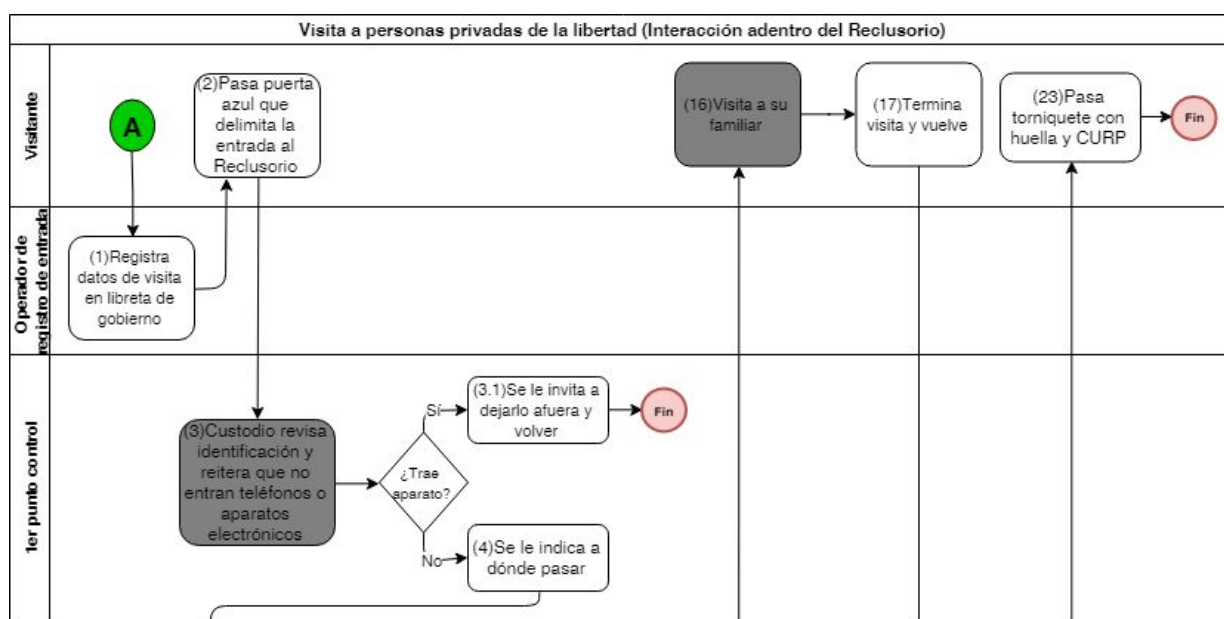 Visita a personas privadas de la libertad (Interacción adentro del Reclusorio)
Visitante
A
(2)Pasa puerta
azul que
delimita la
entrada al
Reclusorio
(16)Visita a su
familiar
(17)Termina
visita y vuelve
(23)Pasa
torniquete con
huella y CURP
Fin
Operador de
registro de entrada
(1)Registra
datos de visita
en libreta de
gobierno
1er punto control
(3)Custodio revisa
identificación y
reitera que no
entran teléfonos o
aparatos
electrónicos
¿Trae
aparato?
Sí
(3.1)Se le invita a
dejarlo afuera y
volver
Fin
No
(4)Se le indica a
dónde pasar